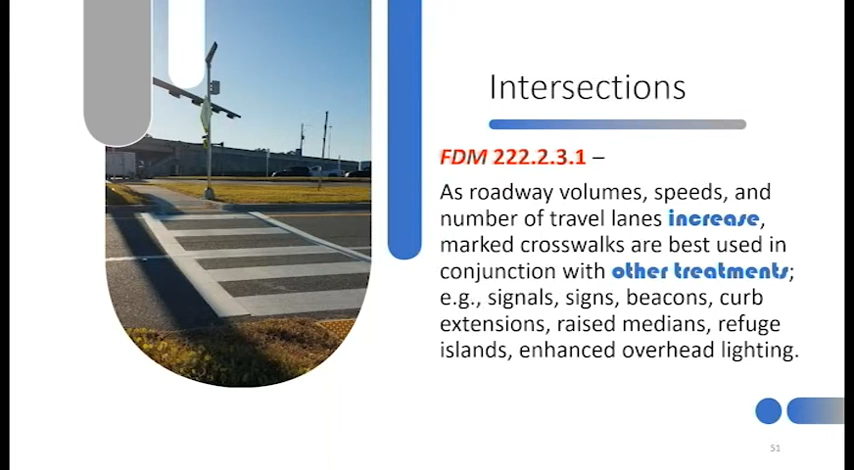 Intersections
FDM 222.2.3.1 –
As roadway volumes, speeds, and
number of travel lanes increase,
marked crosswalks are best used in
conjunction with other treatments;
e.g., signals, signs, beacons, curb
extensions, raised medians, refuge
islands, enhanced overhead lighting.
51